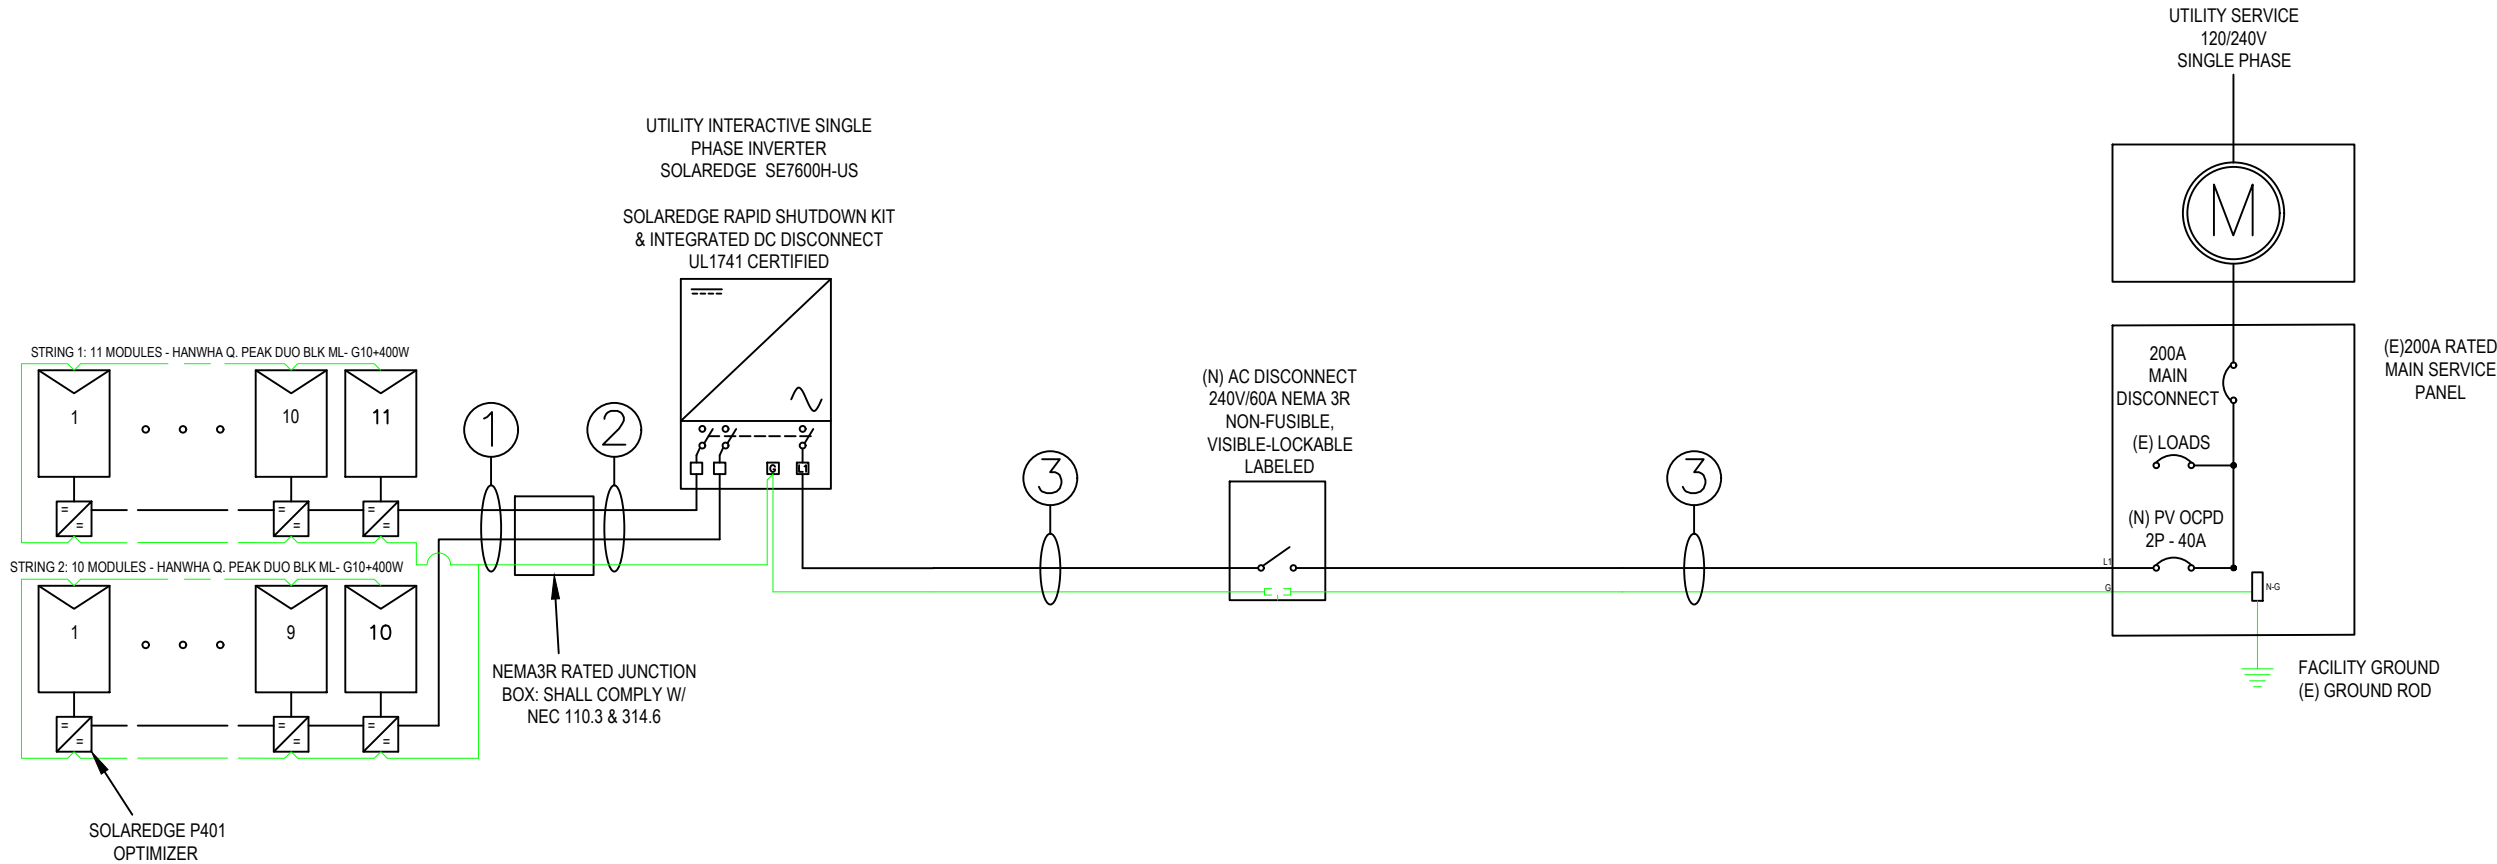 UTILITY SERVICE
120/240V
SINGLE PHASE
UTILITY INTERACTIVE SINGLE
PHASE INVERTER
SOLAREDGE  SE7600H-US
SOLAREDGE RAPID SHUTDOWN KIT
& INTEGRATED DC DISCONNECT
UL1741 CERTIFIED
M
STRING 1: 11 MODULES - HANWHA Q. PEAK DUO BLK ML- G10+400W
1
10
11
=
=
=
=
=
=
1
2
G
L1
STRING 2: 10 MODULES - HANWHA Q. PEAK DUO BLK ML- G10+400W
1
9
10
=
=
=
=
=
=
SOLAREDGE P401
OPTIMIZER
NEMA3R RATED JUNCTION
BOX: SHALL COMPLY W/
NEC 110.3 & 314.6
3
(N) AC DISCONNECT
240V/60A NEMA 3R
NON-FUSIBLE,
VISIBLE-LOCKABLE
LABELED
3
200A
MAIN
DISCONNECT
(E)200A RATED
MAIN SERVICE
PANEL
(E) LOADS
(N) PV OCPD
2P - 40A
L1
G
N-G
FACILITY GROUND
(E) GROUND ROD